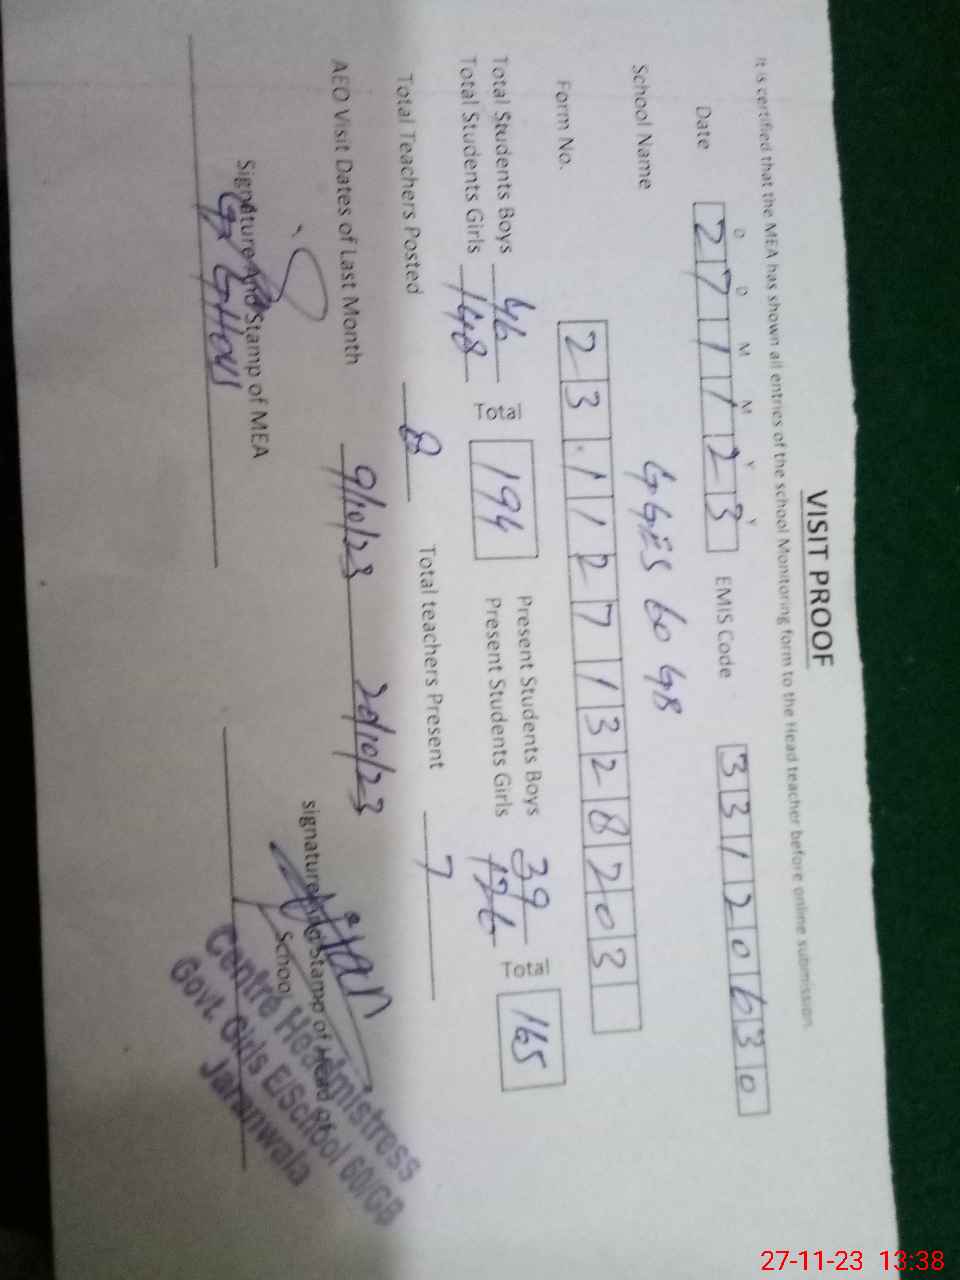 VISIT PROOF
It is certified that the MEA has shown all entries of the school Monitoring form to the Head teacher before online submission.
D D M M Y Y
Date 2 7 1 1 2 3 EMIS Code 3 3 1 2 0 6 3 0
School Name GGES 60 GB
Form No. 2 3 . 1 1 2 7 1 3 2 8 2 0 3
Total Students Boys 46 Total 194 Present Students Boys 39 Total 165
Total Students Girls 148 Present Students Girls 126
Total Teachers Posted 8 Total teachers Present 7
AEO Visit Dates of Last Month 9/10/23 20/10/23
Signature And Stamp of MEA signature and Stamp of Head of School
Centre Headmistress
Govt. Girls E/School 60/GB
Jaranwala
27-11-23 13:38